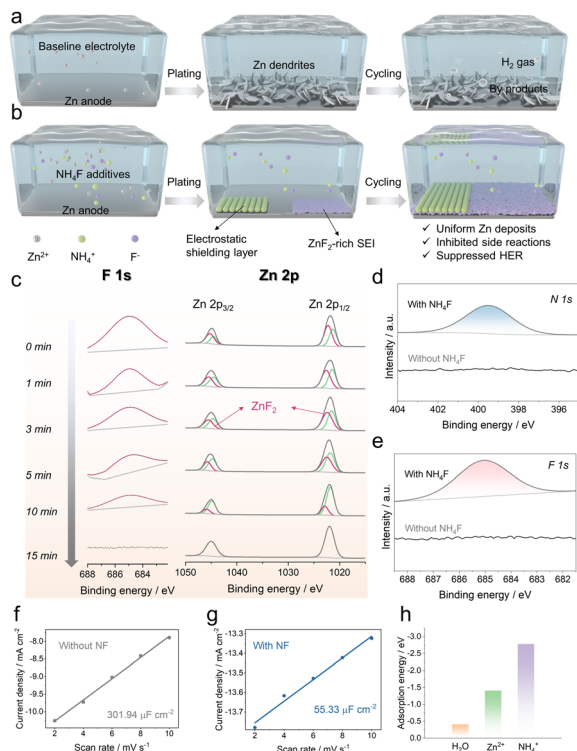 a
Baseline electrolyte
Zn anode
Plating
Zn dendrites
Cycling
H₂ gas
By products
b
NH₄F additives
Zn anode
Plating
Cycling
Zn²⁺
NH₄⁺
F⁻
Electrostatic
shielding layer
ZnF₂-rich SEI
✓ Uniform Zn deposits
✓ Inhibited side reactions
✓ Suppressed HER
c
F 1s
Zn 2p
Zn 2p₃/₂
Zn 2p₁/₂
0 min
1 min
3 min
ZnF₂
5 min
10 min
15 min
688 686 684
Binding energy / eV
1050 1040 1030 1020
Binding energy / eV
d
N 1s
With NH₄F
Without NH₄F
Intensity / a.u.
404 402 400 398 396
Binding energy / eV
e
F 1s
With NH₄F
Without NH₄F
Intensity / a.u.
688 687 686 685 684 683 682
Binding energy / eV
f
Without NF
301.94 μF cm⁻²
Current density / mA cm⁻²
-8.0
-8.5
-9.0
-9.5
-10.0
2 4 6 8 10
Scan rate / mV s⁻¹
g
With NF
55.33 μF cm⁻²
Current density / mA cm⁻²
-13.3
-13.4
-13.5
-13.6
-13.7
2 4 6 8 10
Scan rate / mV s⁻¹
h
Adsorption energy / -eV
3.0
2.5
2.0
1.5
1.0
0.5
0.0
H₂O Zn²⁺ NH₄⁺